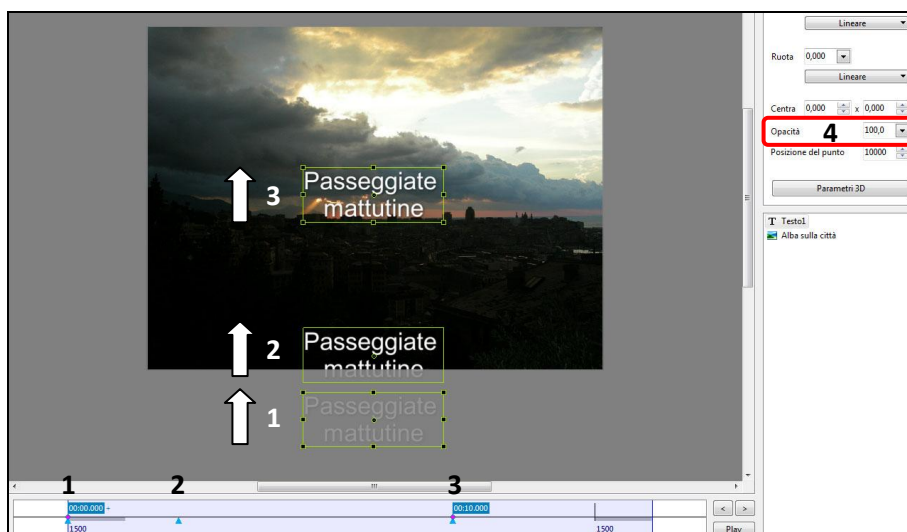 Lineare
Ruota 0,000
Lineare
Centra 0,000 x 0,000
Opacità 4 100,0
Posizione del punto 10000
Parametri 3D
T Testo1
Alba sulla città
3 Passeggiate
mattutine
2 Passeggiate
mattutine
1 Passeggiate
mattutine
1 2 3
00:00.000 00:10.000
1500 1500
< >
Play